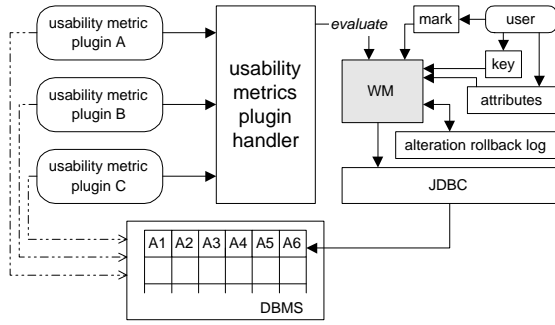 usability metric
plugin A
usability metric
plugin B
usability metric
plugin C
usability
metrics
plugin
handler
evaluate
mark
user
key
WM
attributes
alteration rollback log
JDBC
A1 A2 A3 A4 A5 A6
DBMS